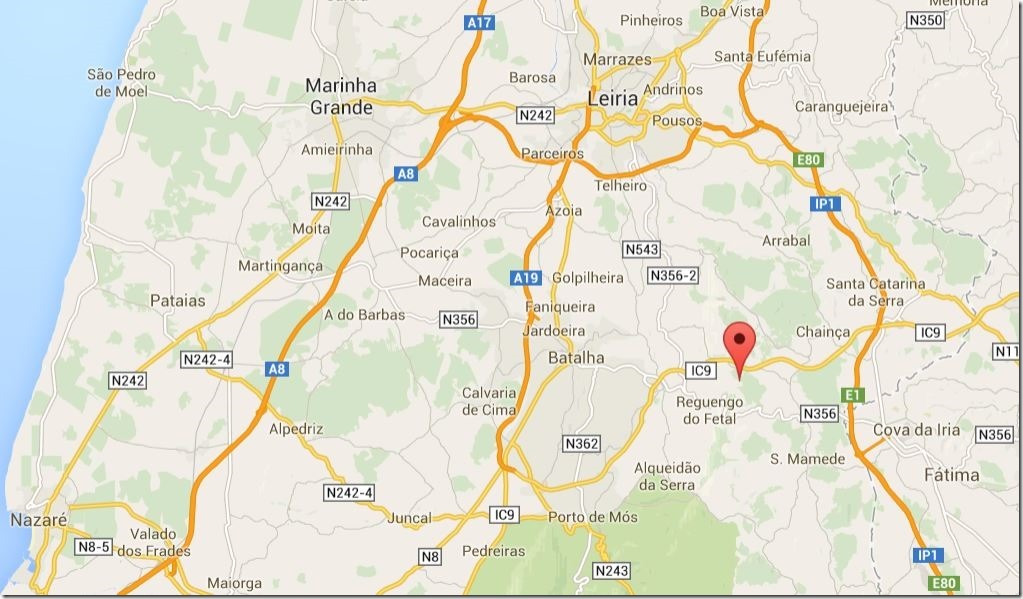 Memória
Boa Vista
Pinheiros
N350
A17
Santa Eufémia
Marrazes
São Pedro
de Moel
Barosa
Marinha
Grande
Andrinos
Leiria
Caranguejeira
N242
Pousos
Amieirinha
Parceiros
E80
A8
Telheiro
N242
IP1
Azoia
Cavalinhos
Moita
Arrabal
Pocariça
N543
Martingança
N356-2
Maceira
A19
Golpilheira
Santa Catarina
da Serra
Pataias
Faniqueira
A do Barbas
N356
Jardoeira
Chainça
IC9
N11
Batalha
N242-4
A8
IC9
N242
Calvaria
de Cima
E1
Reguengo
do Fetal
N356
Alpedriz
Cova da Iria
N356
N362
S. Mamede
Alqueidão
da Serra
Fátima
N242-4
Nazaré
Juncal
IC9
Porto de Mós
Valado
dos Frades
N8-5
Pedreiras
N8
IP1
N243
Maiorga
E80